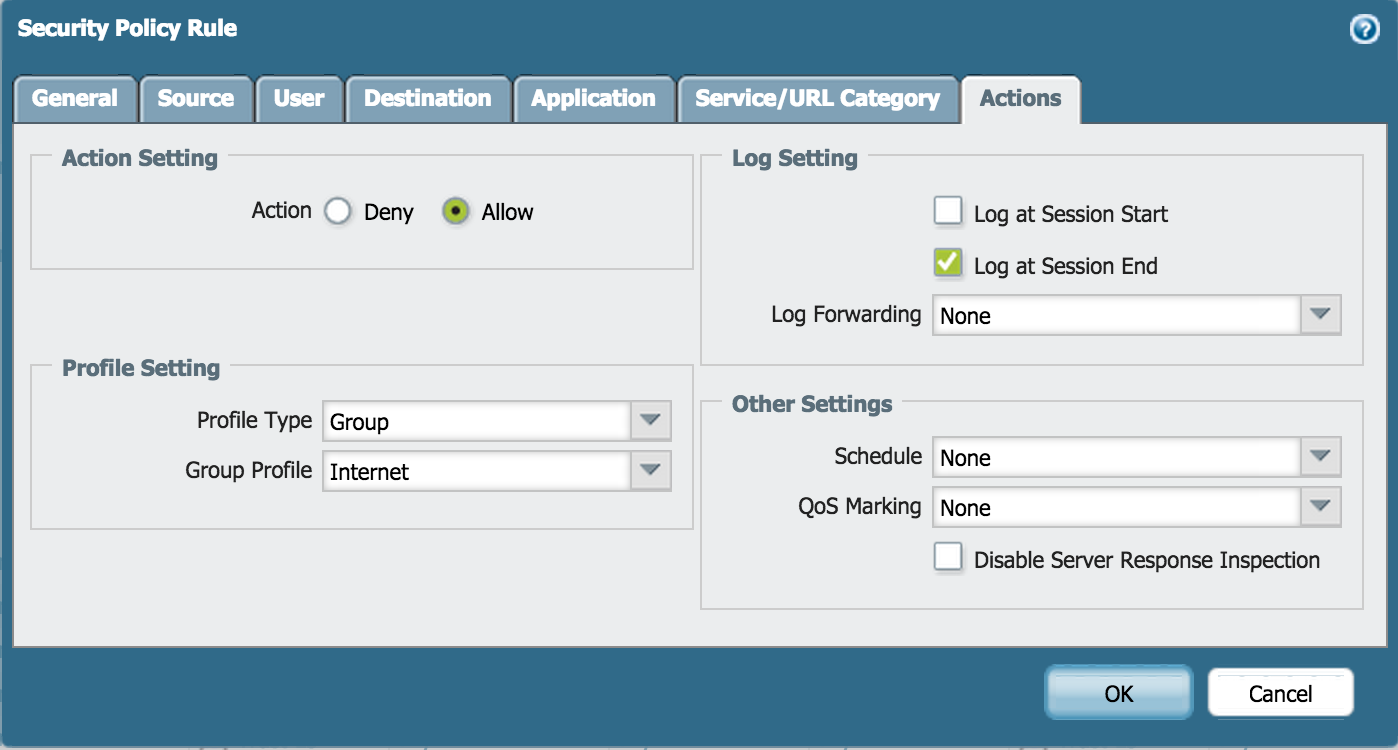 Security Policy Rule
?
General Source User Destination Application Service/URL Category Actions
Action Setting
Action Deny Allow
Profile Setting
Profile Type Group
Group Profile Internet
Log Setting
Log at Session Start
Log at Session End
Log Forwarding None
Other Settings
Schedule None
QoS Marking None
Disable Server Response Inspection
OK Cancel